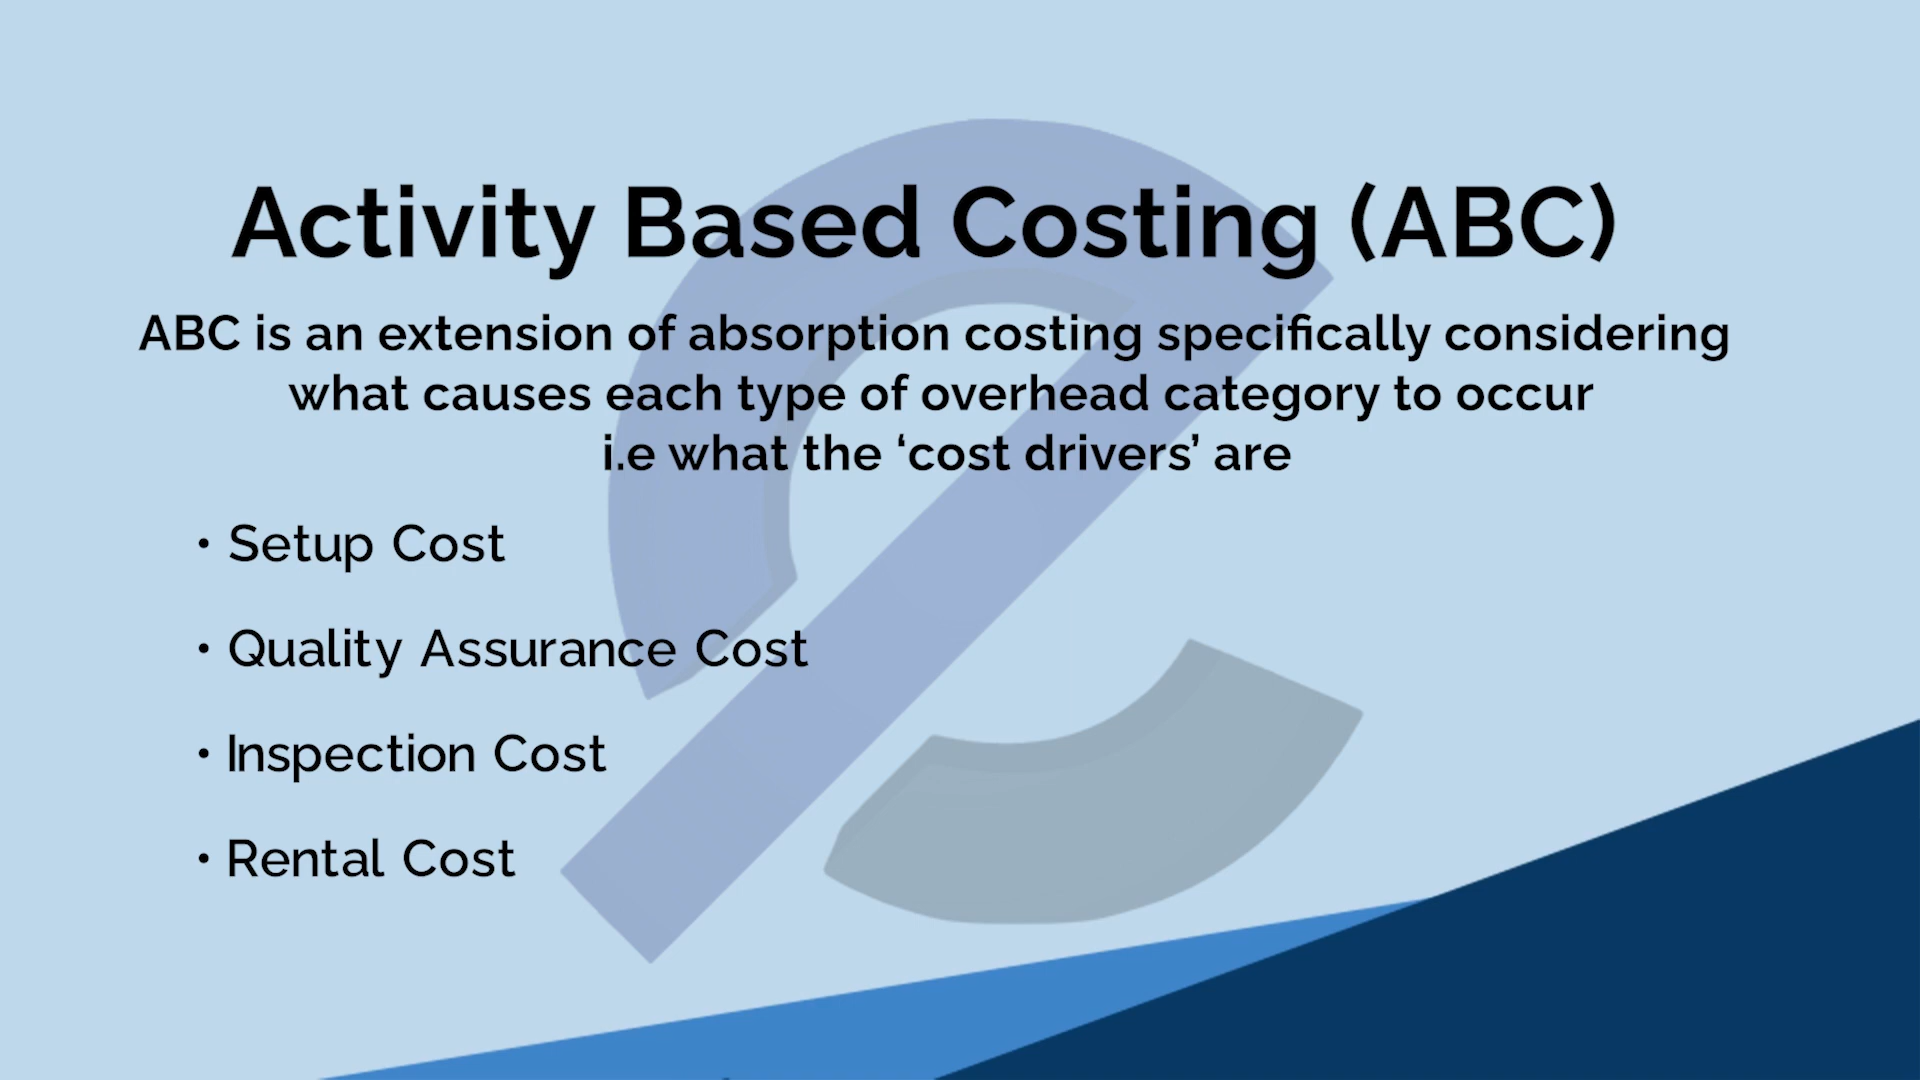 Activity Based Costing (ABC)
ABC is an extension of absorption costing specifically considering
what causes each type of overhead category to occur
i.e what the ‘cost drivers’ are
• Setup Cost
• Quality Assurance Cost
• Inspection Cost
• Rental Cost